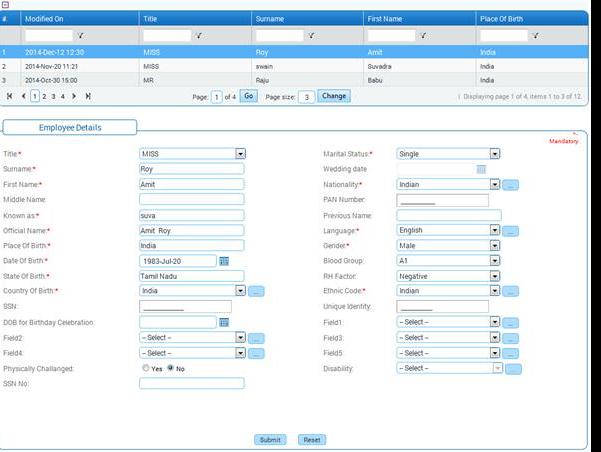 # Modified On Title Surname First Name Place Of Birth
1 2014-Dec-12 12:30 MISS Roy Amit India
2 2014-Nov-20 11:21 MISS swain Suvadra India
3 2014-Oct-30 15:00 MR Raju Babu India
1 2 3 4 Page: 1 of 4 Go Page size: 3 Change Displaying page 1 of 4, items 1 to 3 of 12.
Employee Details
*- Mandatory
Title:* MISS Marital Status:* Single
Surname:* Roy Wedding date
First Name:* Amit Nationality:* Indian ...
Middle Name: PAN Number:
Known as:* suva Previous Name:
Official Name:* Amit Roy Language:* English ...
Place Of Birth:* India Gender:* Male
Date Of Birth:* 1983-Jul-20 Blood Group: A1
State Of Birth:* Tamil Nadu RH Factor: Negative
Country Of Birth:* India ... Ethnic Code:* Indian ...
SSN: Unique Identity:
DOB for Birthday Celebration: Field1: -- Select -- ...
Field2: -- Select -- ... Field3: -- Select -- ...
Field4: -- Select -- ... Field5: -- Select -- ...
Physically Challanged: Yes No Disability: -- Select -- ...
SSN No:
Submit Reset